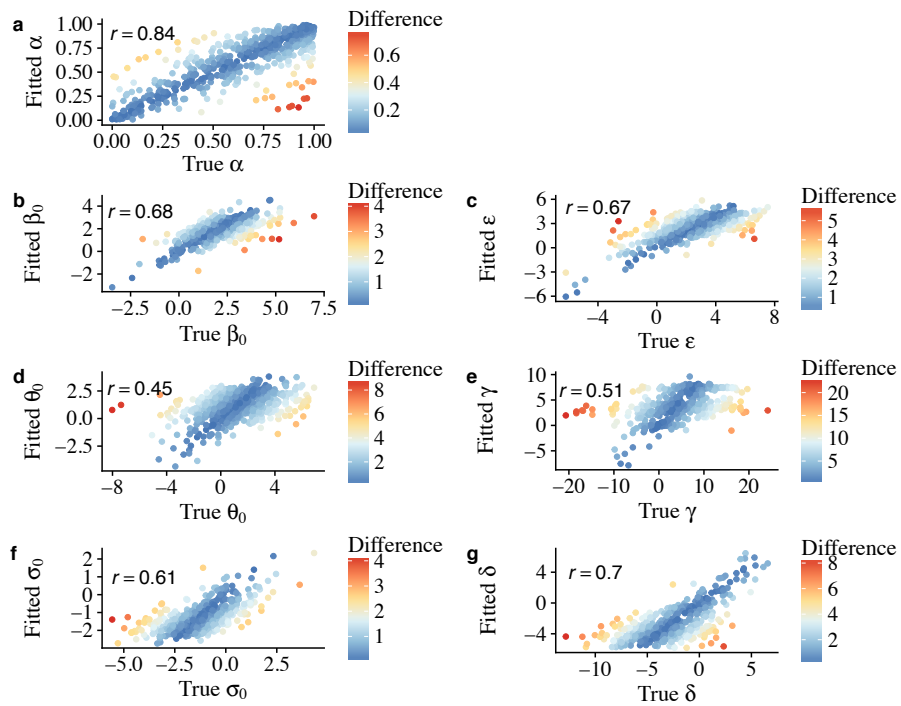 a
Difference
r = 0.84
Fitted α
1.00
0.75
0.50
0.25
0.00
0.00 0.25 0.50 0.75 1.00
True α
0.6
0.4
0.2
b
Difference
r = 0.68
Fitted β₀
4
2
0
−2
−2.5 0.0 2.5 5.0 7.5
True β₀
4
3
2
1
c
Difference
r = 0.67
Fitted ε
6
3
0
−3
−6
−4 0 4 8
True ε
5
4
3
2
1
d
Difference
r = 0.45
Fitted θ₀
2.5
0.0
−2.5
−8 −4 0 4
True θ₀
8
6
4
2
e
Difference
r = 0.51
Fitted γ
10
5
0
−5
−20 −10 0 10 20
True γ
20
15
10
5
f
Difference
r = 0.61
Fitted σ₀
2
1
0
−1
−2
−5.0 −2.5 0.0 2.5
True σ₀
4
3
2
1
g
Difference
r = 0.7
Fitted δ
4
0
−4
−10 −5 0 5
True δ
8
6
4
2